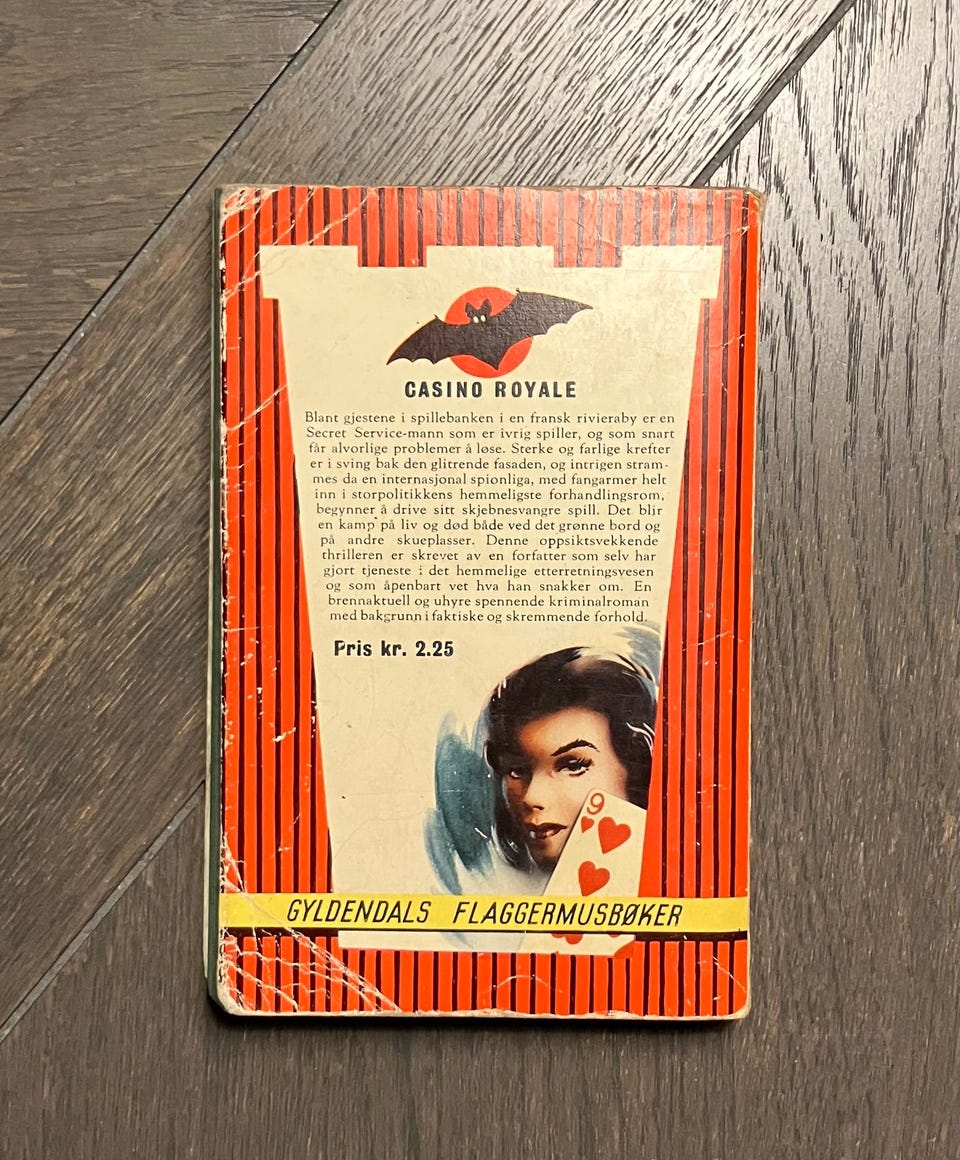 CASINO ROYALE
Blant gjestene i spillebanken i en fransk rivieraby er en
Secret Service-mann som er ivrig spiller, og som snart
får alvorlige problemer å løse. Sterke og farlige krefter
er i sving bak den glitrende fasaden, og intrigen stram-
mes da en internasjonal spionliga, med fangarmer helt
inn i storpolitikkens hemmeligste forhandlingsrom,
begynner å drive sitt skjebnesvangre spill. Det blir
en kamp på liv og død både ved det grønne bord og
på andre skueplasser. Denne oppsiktsvekkende
thrilleren er skrevet av en forfatter som selv har
gjort tjeneste i det hemmelige etterretningsvesen
og som åpenbart vet hva han snakker om. En
brennaktuell og uhyre spennende kriminalroman
med bakgrunn i faktiske og skremmende forhold.
Pris kr. 2.25
9
GYLDENDALS FLAGGERMUSBØKER